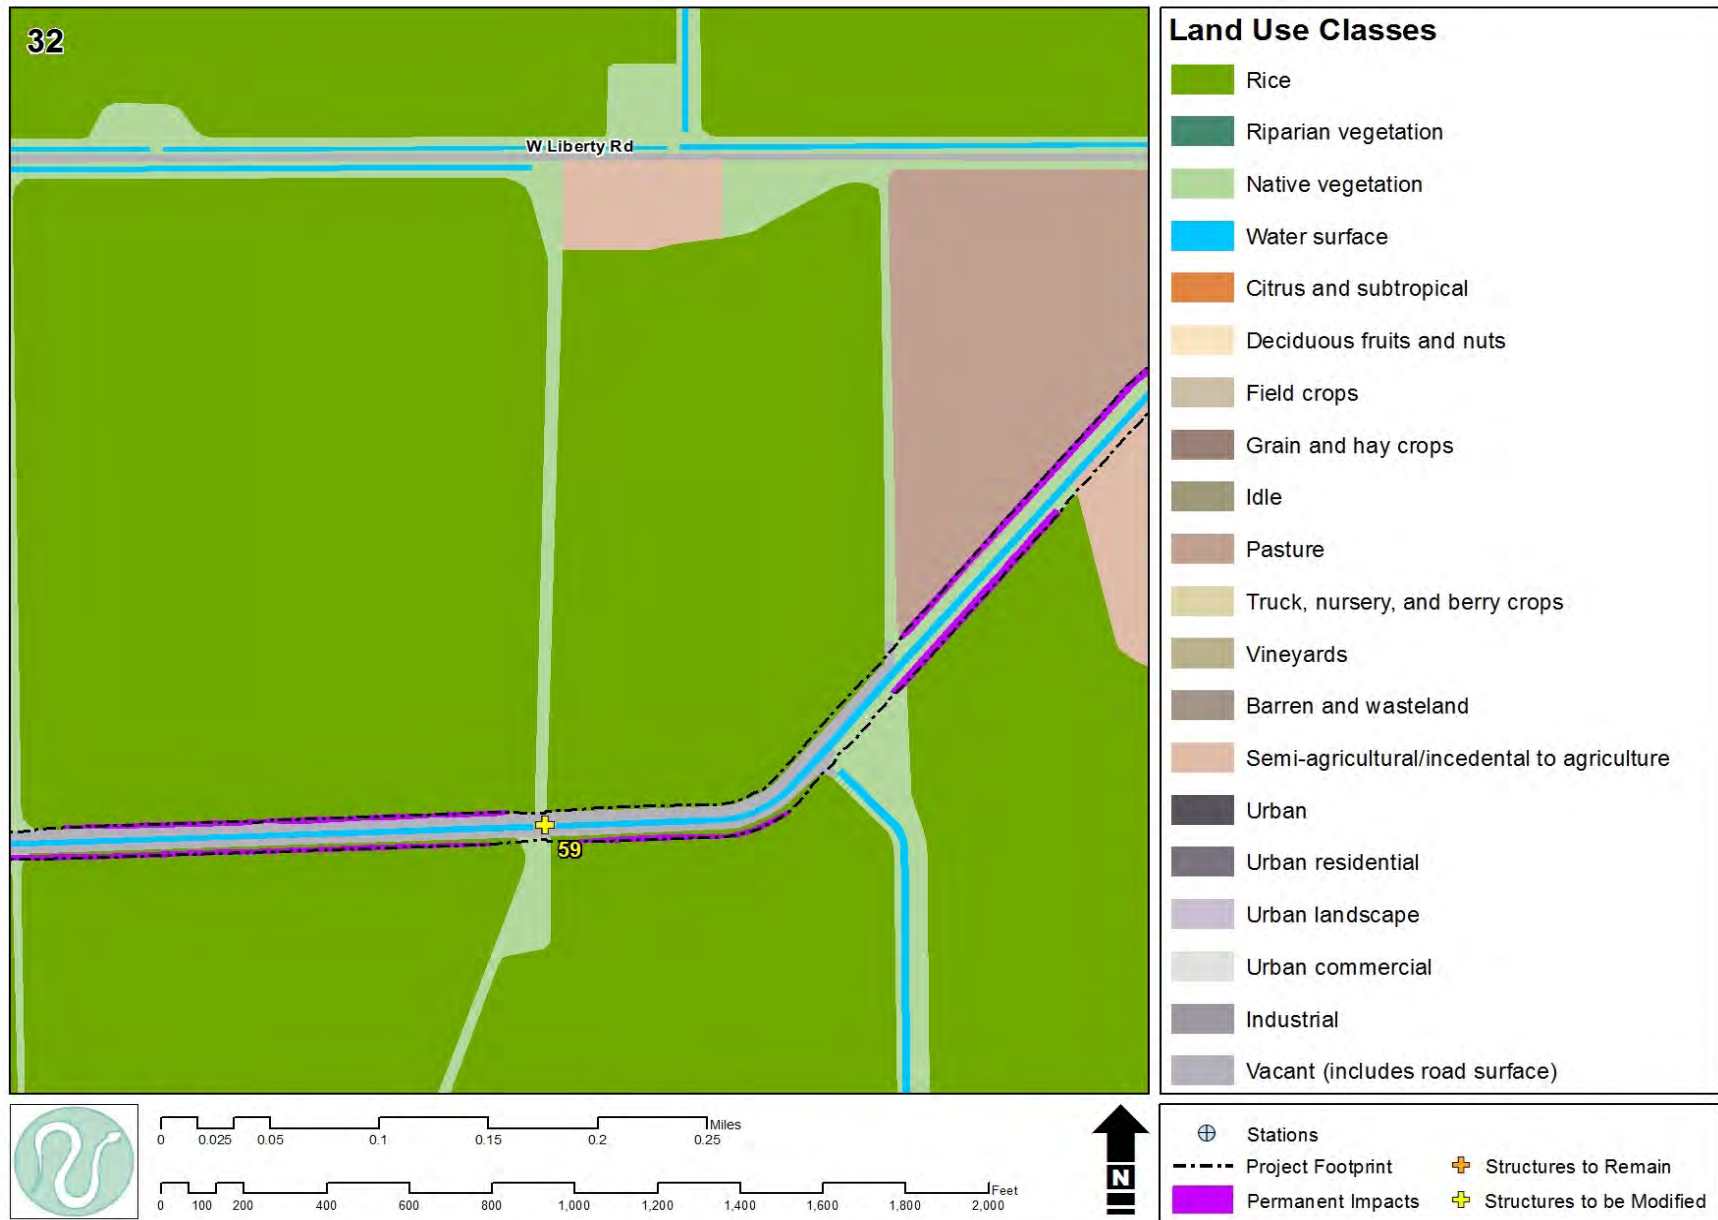 32
W Liberty Rd
59
Land Use Classes
Rice
Riparian vegetation
Native vegetation
Water surface
Citrus and subtropical
Deciduous fruits and nuts
Field crops
Grain and hay crops
Idle
Pasture
Truck, nursery, and berry crops
Vineyards
Barren and wasteland
Semi-agricultural/incedental to agriculture
Urban
Urban residential
Urban landscape
Urban commercial
Industrial
Vacant (includes road surface)
Miles
0 0.025 0.05 0.1 0.15 0.2 0.25
Feet
0 100 200 400 600 800 1,000 1,200 1,400 1,600 1,800 2,000
N
Stations
Project Footprint
Structures to Remain
Permanent Impacts
Structures to be Modified